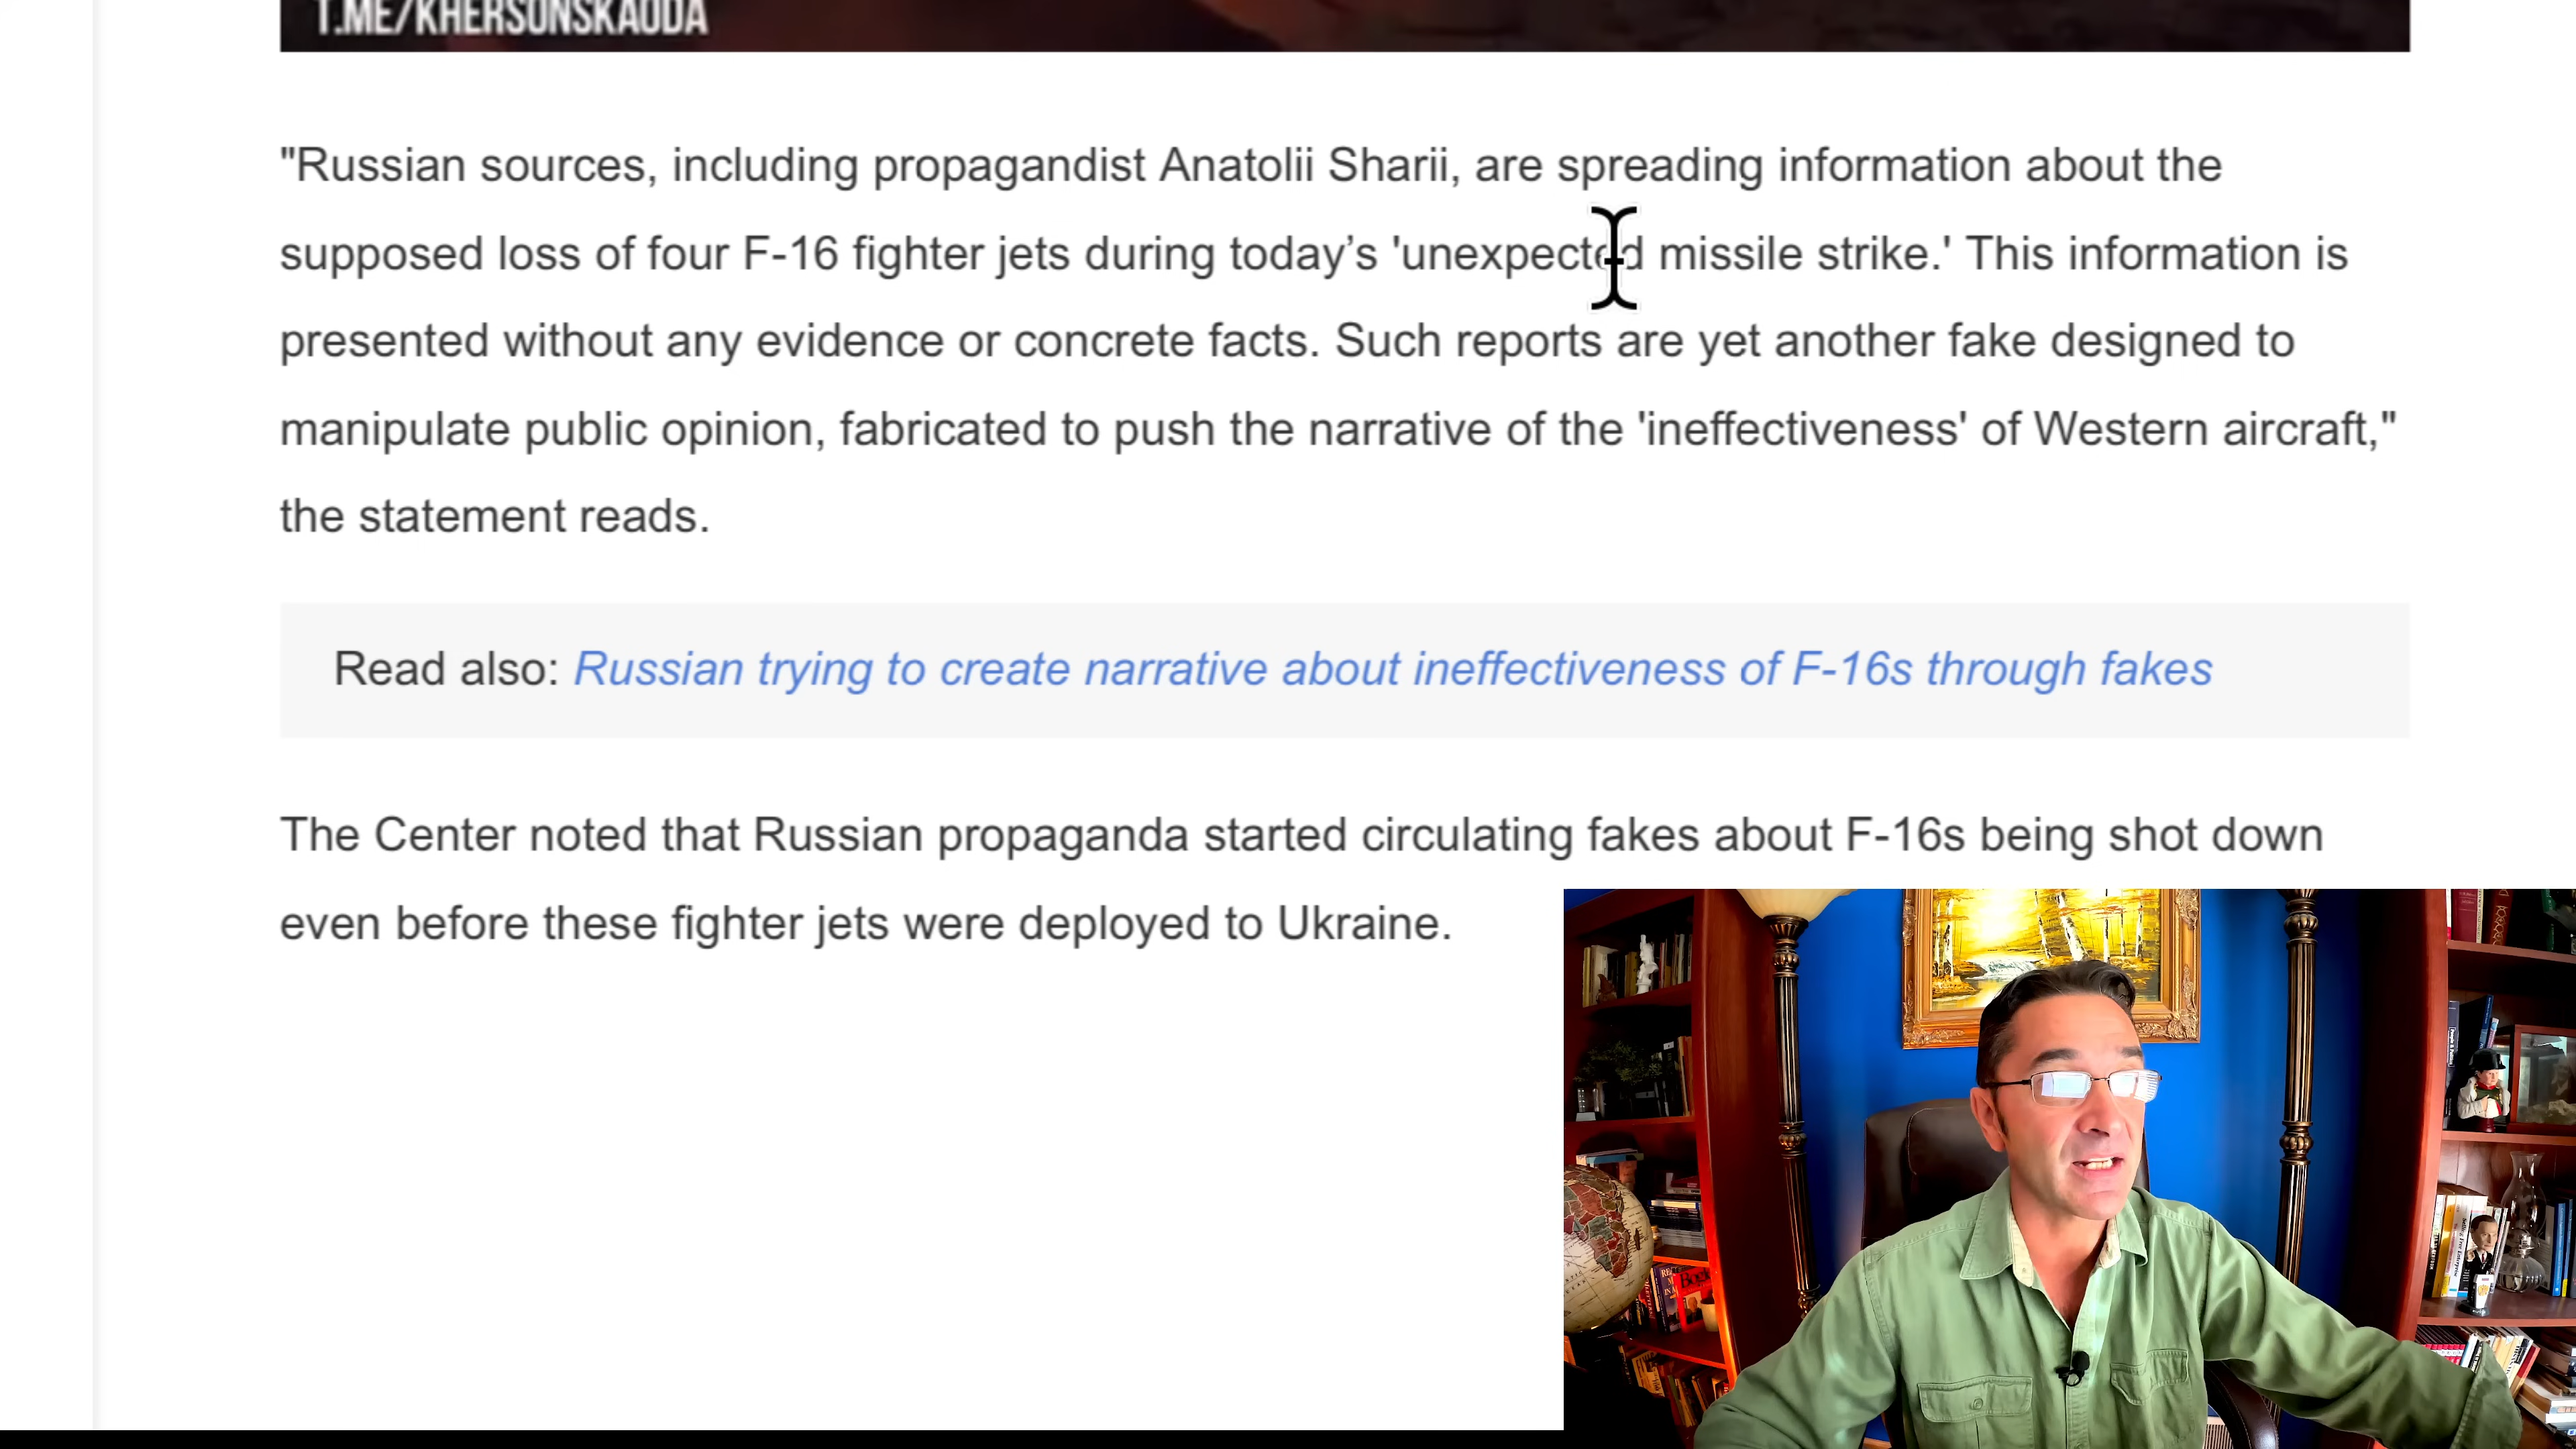 T.ME/KHERSONSKAODA
"Russian sources, including propagandist Anatolii Sharii, are spreading information about the
supposed loss of four F-16 fighter jets during today’s 'unexpected missile strike.' This information is
presented without any evidence or concrete facts. Such reports are yet another fake designed to
manipulate public opinion, fabricated to push the narrative of the 'ineffectiveness' of Western aircraft,"
the statement reads.
Read also: Russian trying to create narrative about ineffectiveness of F-16s through fakes
The Center noted that Russian propaganda started circulating fakes about F-16s being shot down
even before these fighter jets were deployed to Ukraine.